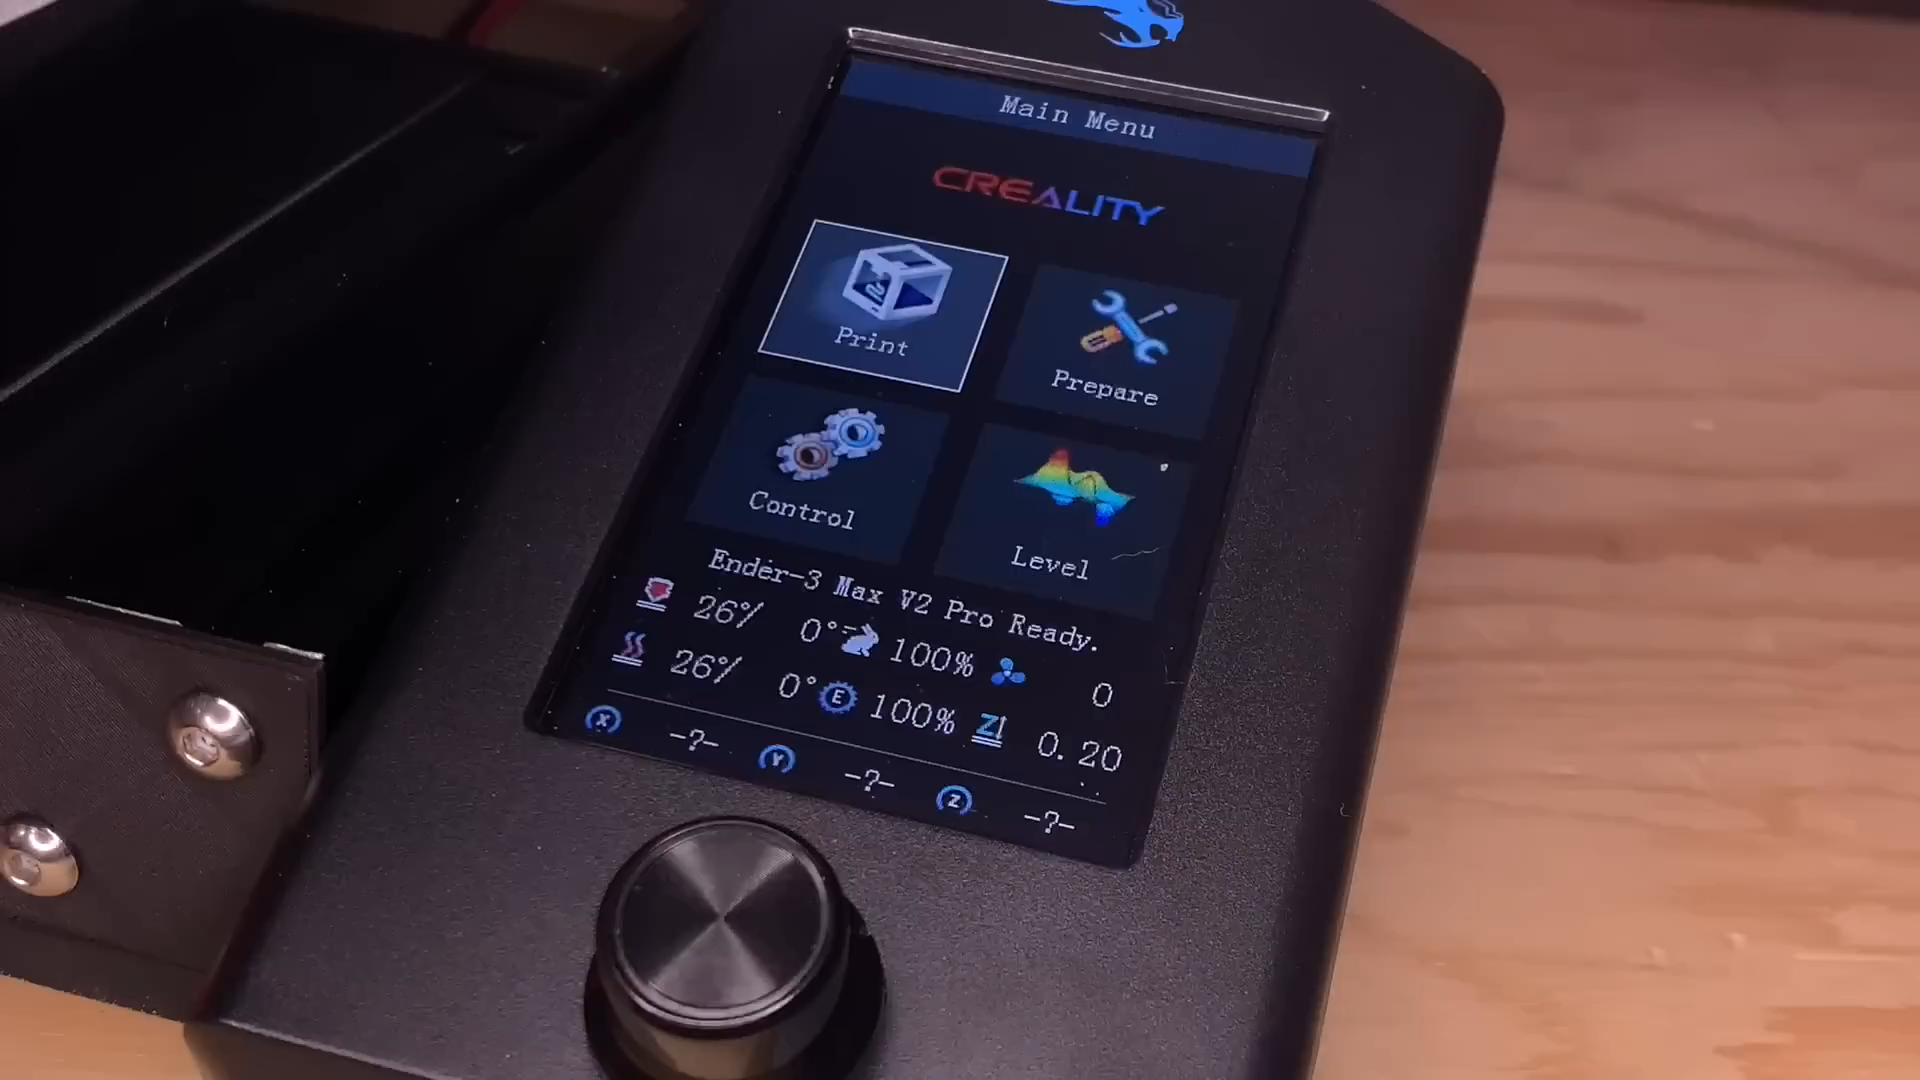 Main Menu
CREALITY
Print
Prepare
Control
Level
Ender-3 Max V2 Pro Ready.
26°/ 0° 100% 0
26°/ 0° E 100% Z 0.20
X -?- Y -?- Z -?-